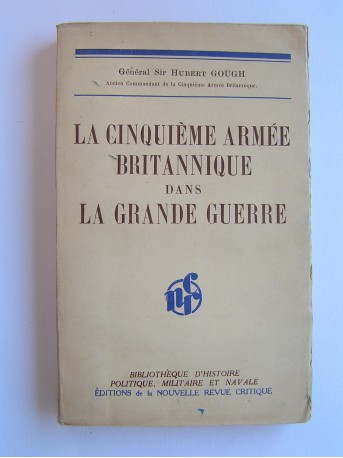 Général Sir HUBERT GOUGH
Ancien Commandant de la Cinquième Armée Britannique.
LA CINQUIÈME ARMÉE
BRITANNIQUE
DANS
LA GRANDE GUERRE
nrc
BIBLIOTHÈQUE D'HISTOIRE
POLITIQUE, MILITAIRE ET NAVALE
ÉDITIONS de la NOUVELLE REVUE CRITIQUE